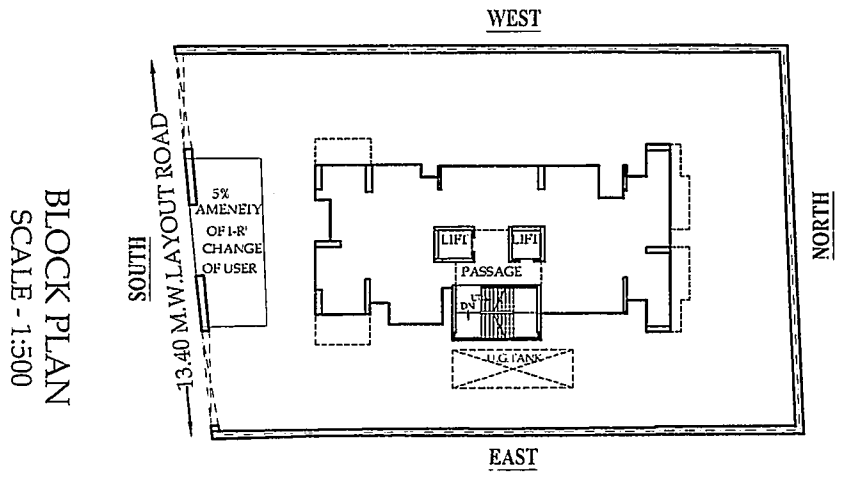 WEST
BLOCK PLAN
SCALE - 1:500
SOUTH
13.40 M.W.LAYOUT ROAD
5%
AMENETY
OF I-R'
CHANGE
OF USER
LIFT
LIFT
PASSAGE
DN
U.G.TANK
NORTH
EAST